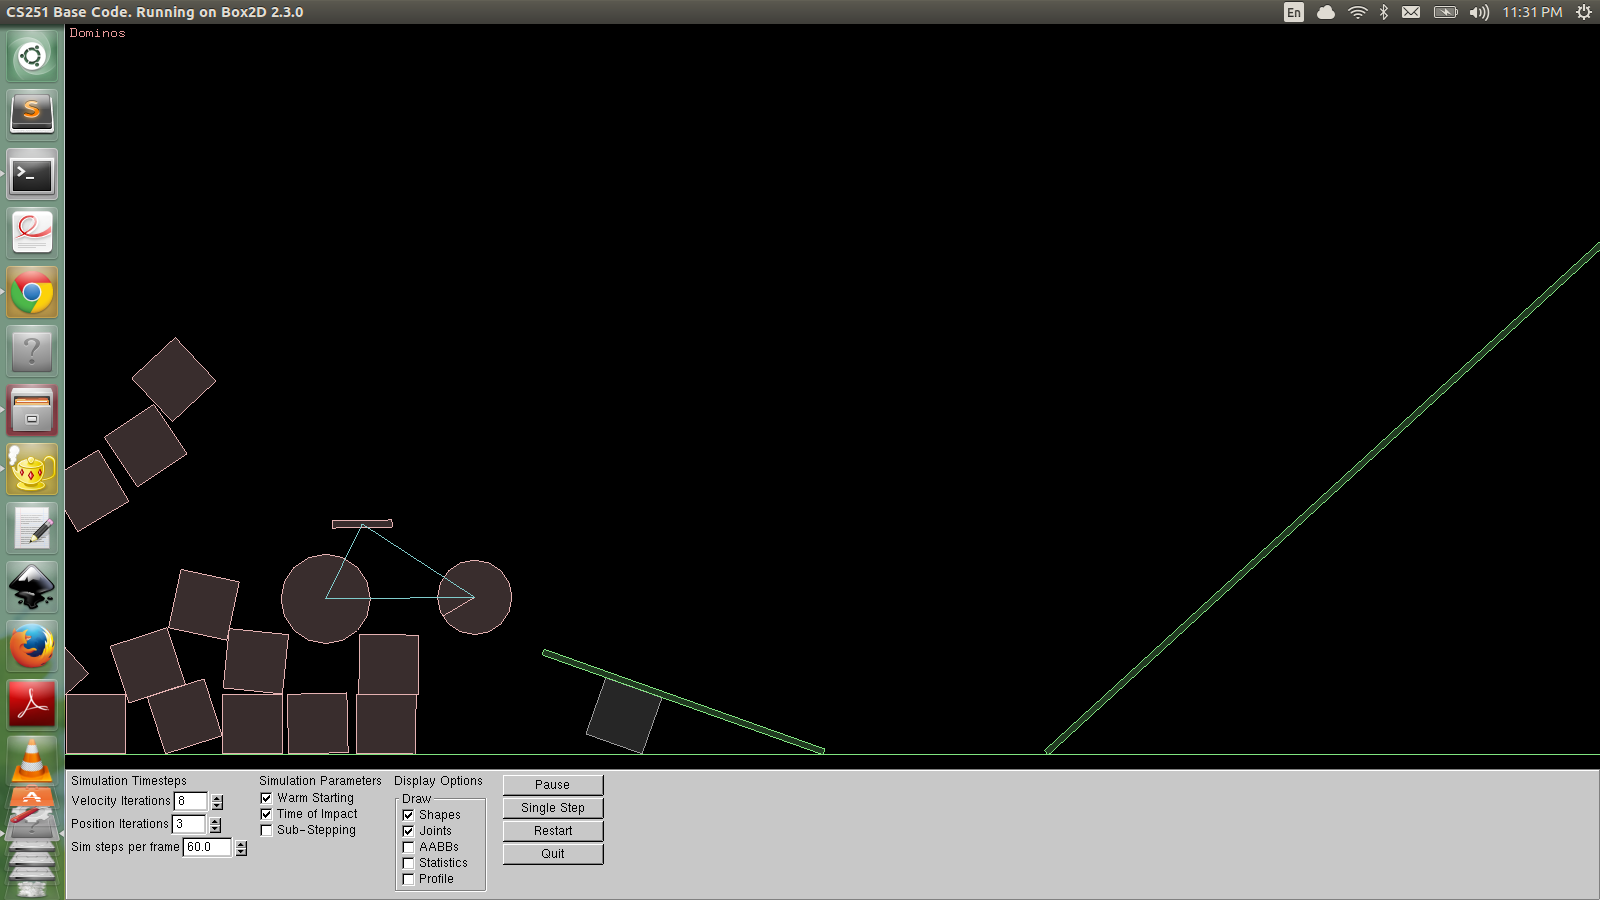 CS251 Base Code. Running on Box2D 2.3.0
En
11:31 PM
Dominos
Simulation Timesteps
Velocity Iterations 8
Position Iterations 3
Sim steps per frame 60.0
Simulation Parameters
Warm Starting
Time of Impact
Sub-Stepping
Display Options
Draw
Shapes
Joints
AABBs
Statistics
Profile
Pause
Single Step
Restart
Quit